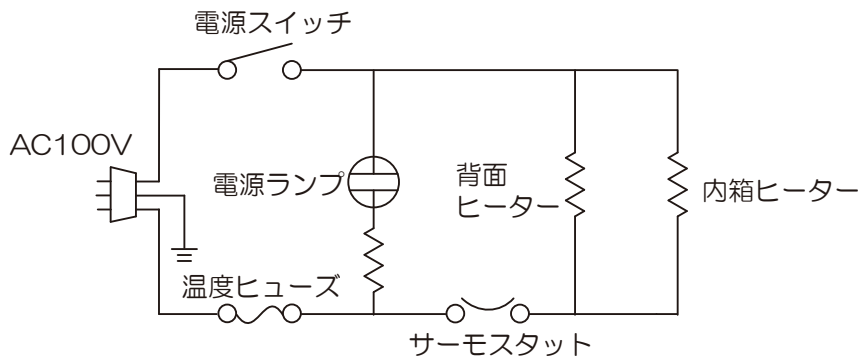 電源スイッチ
AC100V
電源ランプ
背面
ヒーター
内箱ヒーター
温度ヒューズ
サーモスタット